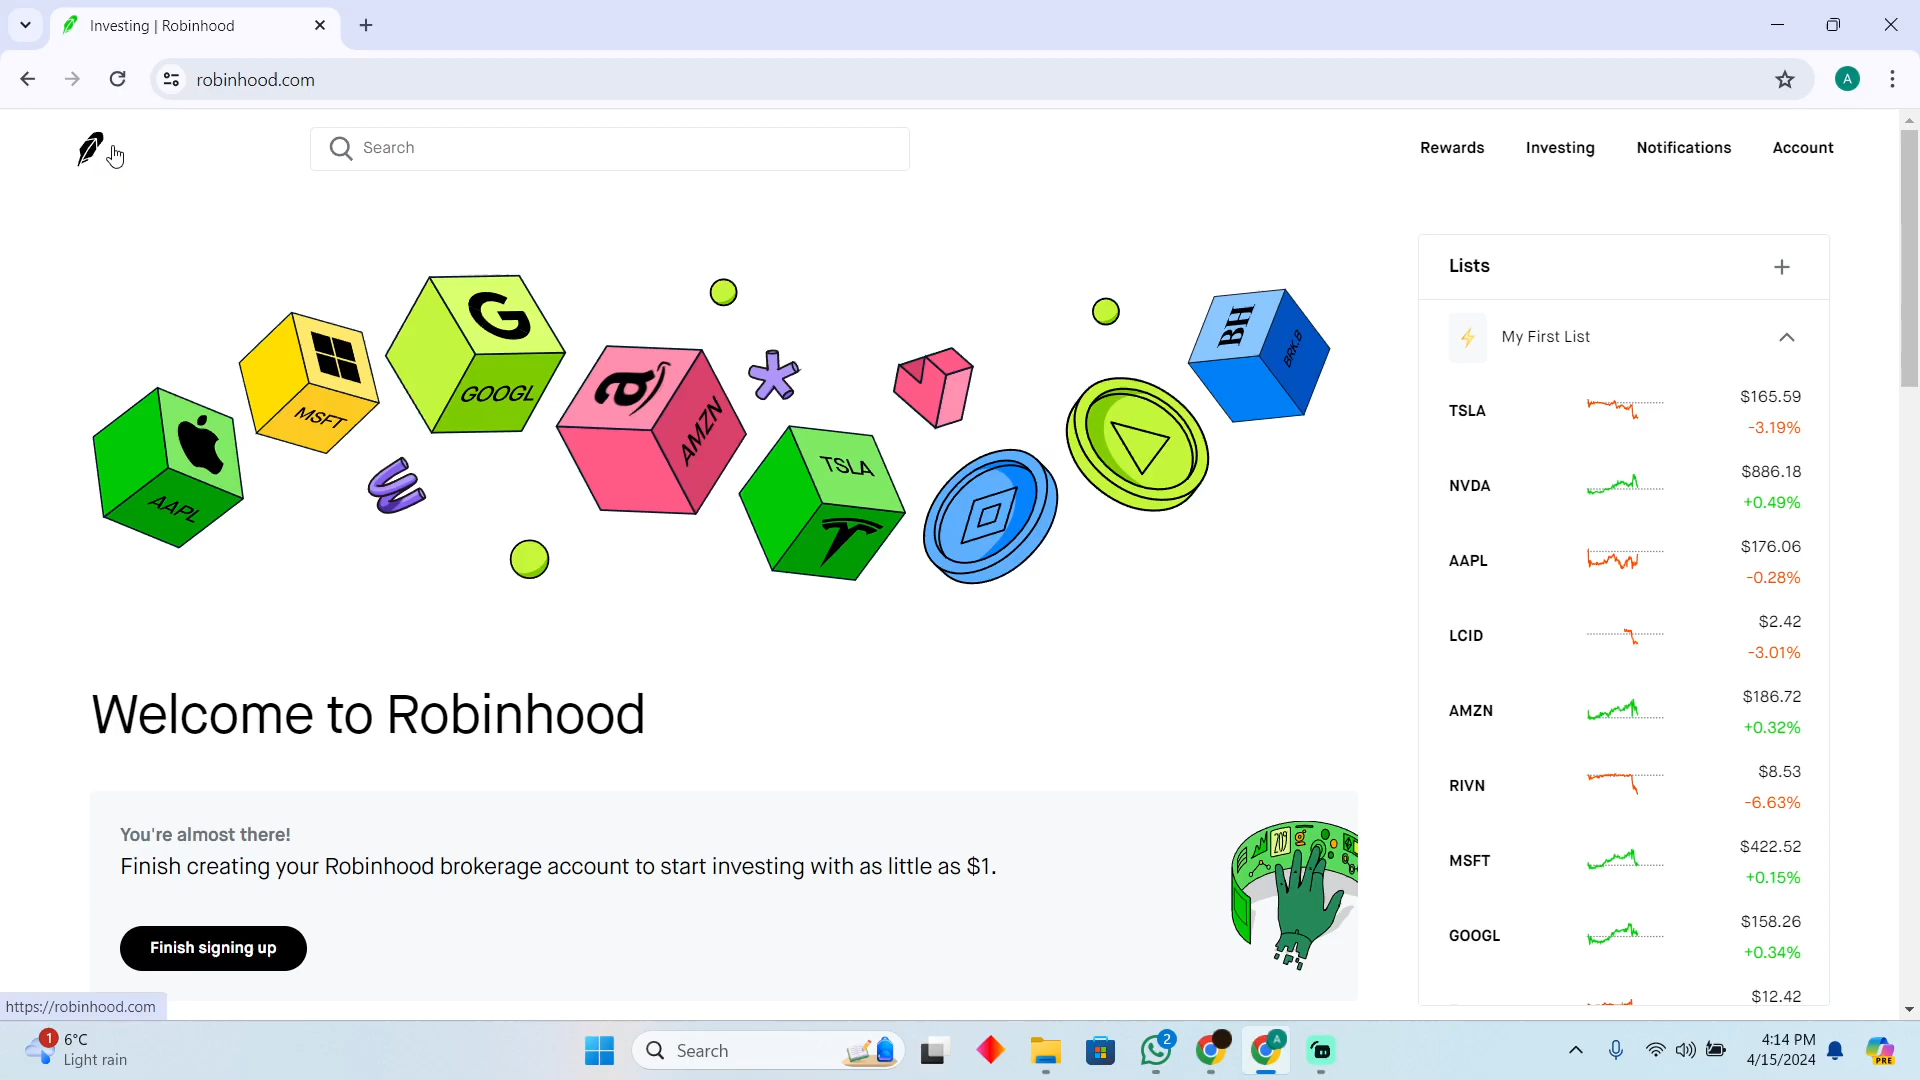 Investing | Robinhood
robinhood.com
Search
Rewards
Investing
Notifications
Account
AAPL
MSFT
G
GOOGL
a
AMZN
TSLA
BH
BRK.B
Lists
My First List
TSLA
$165.59
-3.19%
NVDA
$886.18
+0.49%
AAPL
$176.06
-0.28%
LCID
$2.42
-3.01%
AMZN
$186.72
+0.32%
RIVN
$8.53
-6.63%
MSFT
$422.52
+0.15%
GOOGL
$158.26
+0.34%
$12.42
Welcome to Robinhood
You're almost there!
Finish creating your Robinhood brokerage account to start investing with as little as $1.
209
Finish signing up
https://robinhood.com
1
6°C
Light rain
Search
2
A
A
4:14 PM
4/15/2024
PRE